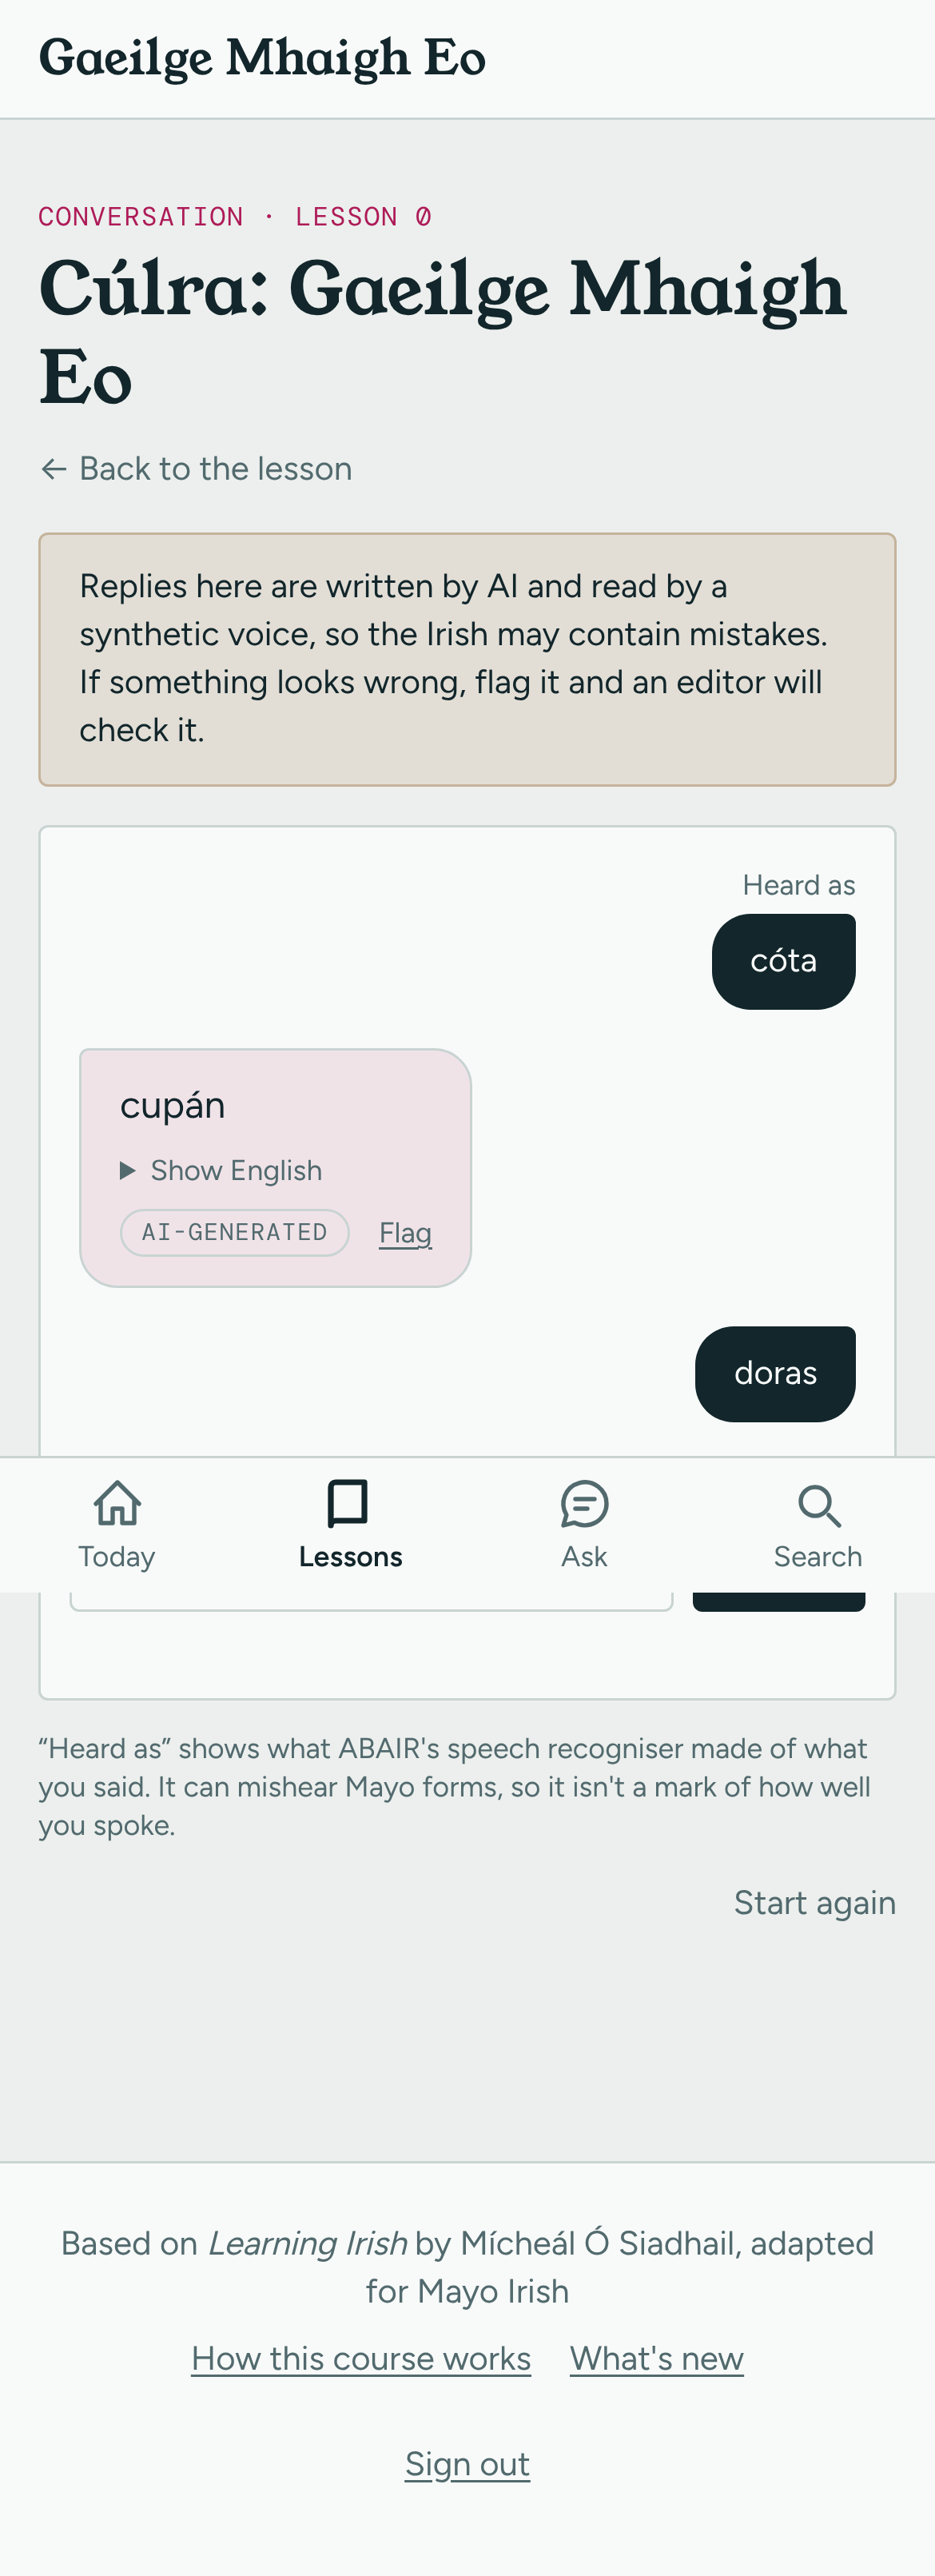 Gaeilge Mhaigh Eo
CONVERSATION · LESSON 0
Cúlra: Gaeilge Mhaigh
Eo
← Back to the lesson
Replies here are written by AI and read by a
synthetic voice, so the Irish may contain mistakes.
If something looks wrong, flag it and an editor will
check it.
Heard as
cóta
cupán
▶ Show English
AI-GENERATED Flag
doras
Today Lessons Ask Search
“Heard as” shows what ABAIR's speech recogniser made of what
you said. It can mishear Mayo forms, so it isn't a mark of how well
you spoke.
Start again
Based on Learning Irish by Mícheál Ó Siadhail, adapted
for Mayo Irish
How this course works What's new
Sign out